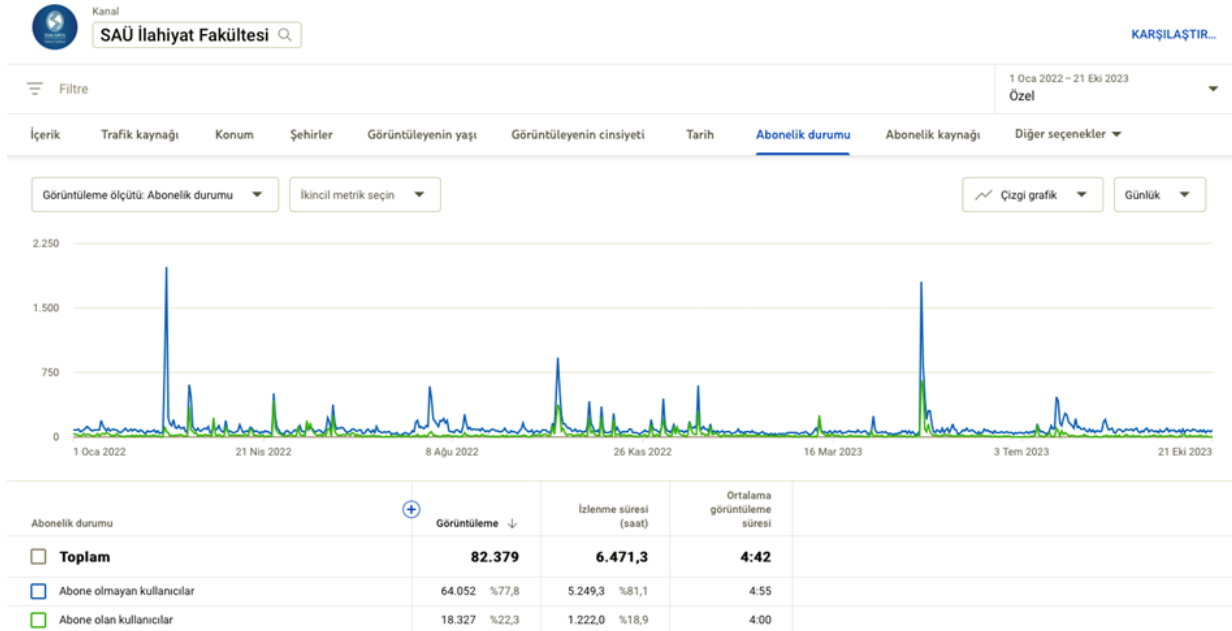 Kanal
SAÜ İlahiyat Fakültesi
KARŞILAŞTIR...
Filtre
1 Oca 2022 – 21 Eki 2023
Özel
İçerik Trafik kaynağı Konum Şehirler Görüntüleyenin yaşı Görüntüleyenin cinsiyeti Tarih Abonelik durumu Abonelik kaynağı Diğer seçenekler
Görüntüleme ölçütü: Abonelik durumu İkincil metrik seçin Çizgi grafik Günlük
2.250
1.500
750
0
1 Oca 2022 21 Nis 2022 8 Ağu 2022 26 Kas 2022 16 Mar 2023 3 Tem 2023 21 Eki 2023
Abonelik durumu Görüntüleme İzlenme süresi (saat) Ortalama görüntüleme süresi
Toplam 82.379 6.471,3 4:42
Abone olmayan kullanıcılar 64.052 %77,8 5.249,3 %81,1 4:55
Abone olan kullanıcılar 18.327 %22,3 1.222,0 %18,9 4:00